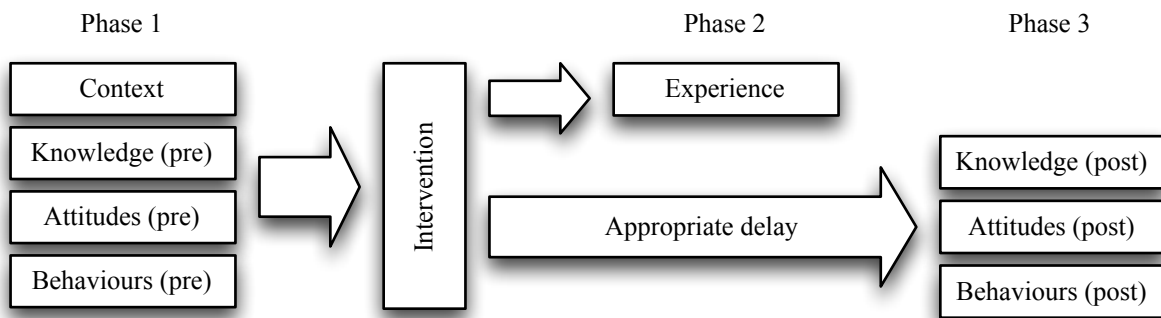 Phase 1
Phase 2
Phase 3
Context
Knowledge (pre)
Attitudes (pre)
Behaviours (pre)
Intervention
Experience
Appropriate delay
Knowledge (post)
Attitudes (post)
Behaviours (post)